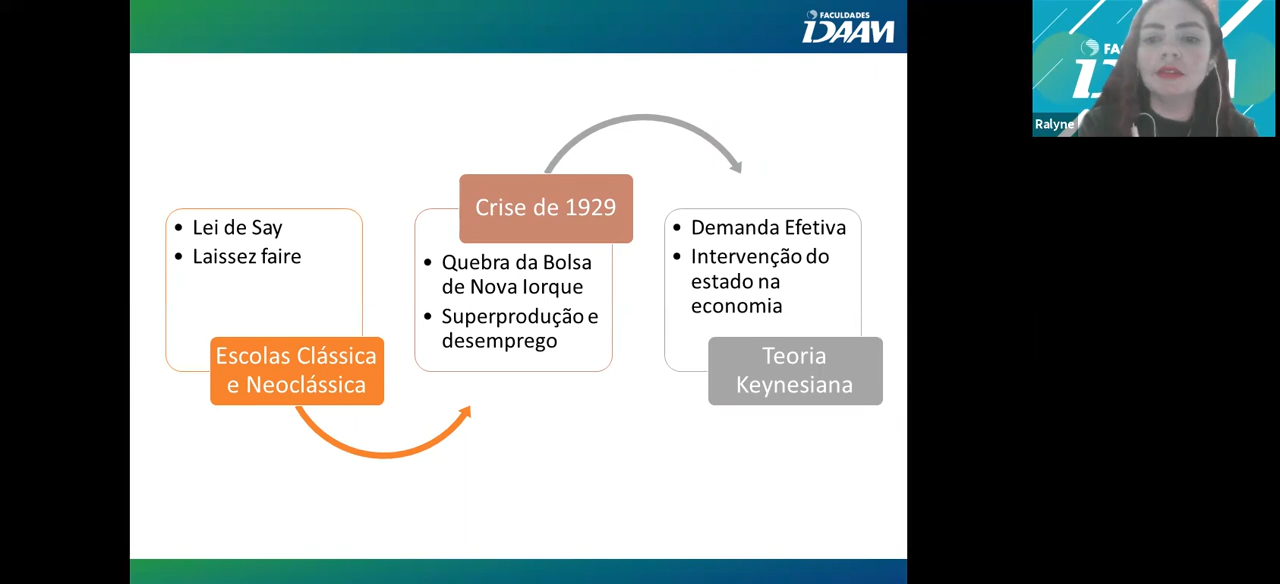 FACULDADES
IDAAM
FA
Ralyne
Crise de 1929
• Lei de Say
• Laissez faire
Escolas Clássica
e Neoclássica
• Quebra da Bolsa
de Nova Iorque
• Superprodução e
desemprego
• Demanda Efetiva
• Intervenção do
estado na
economia
Teoria
Keynesiana